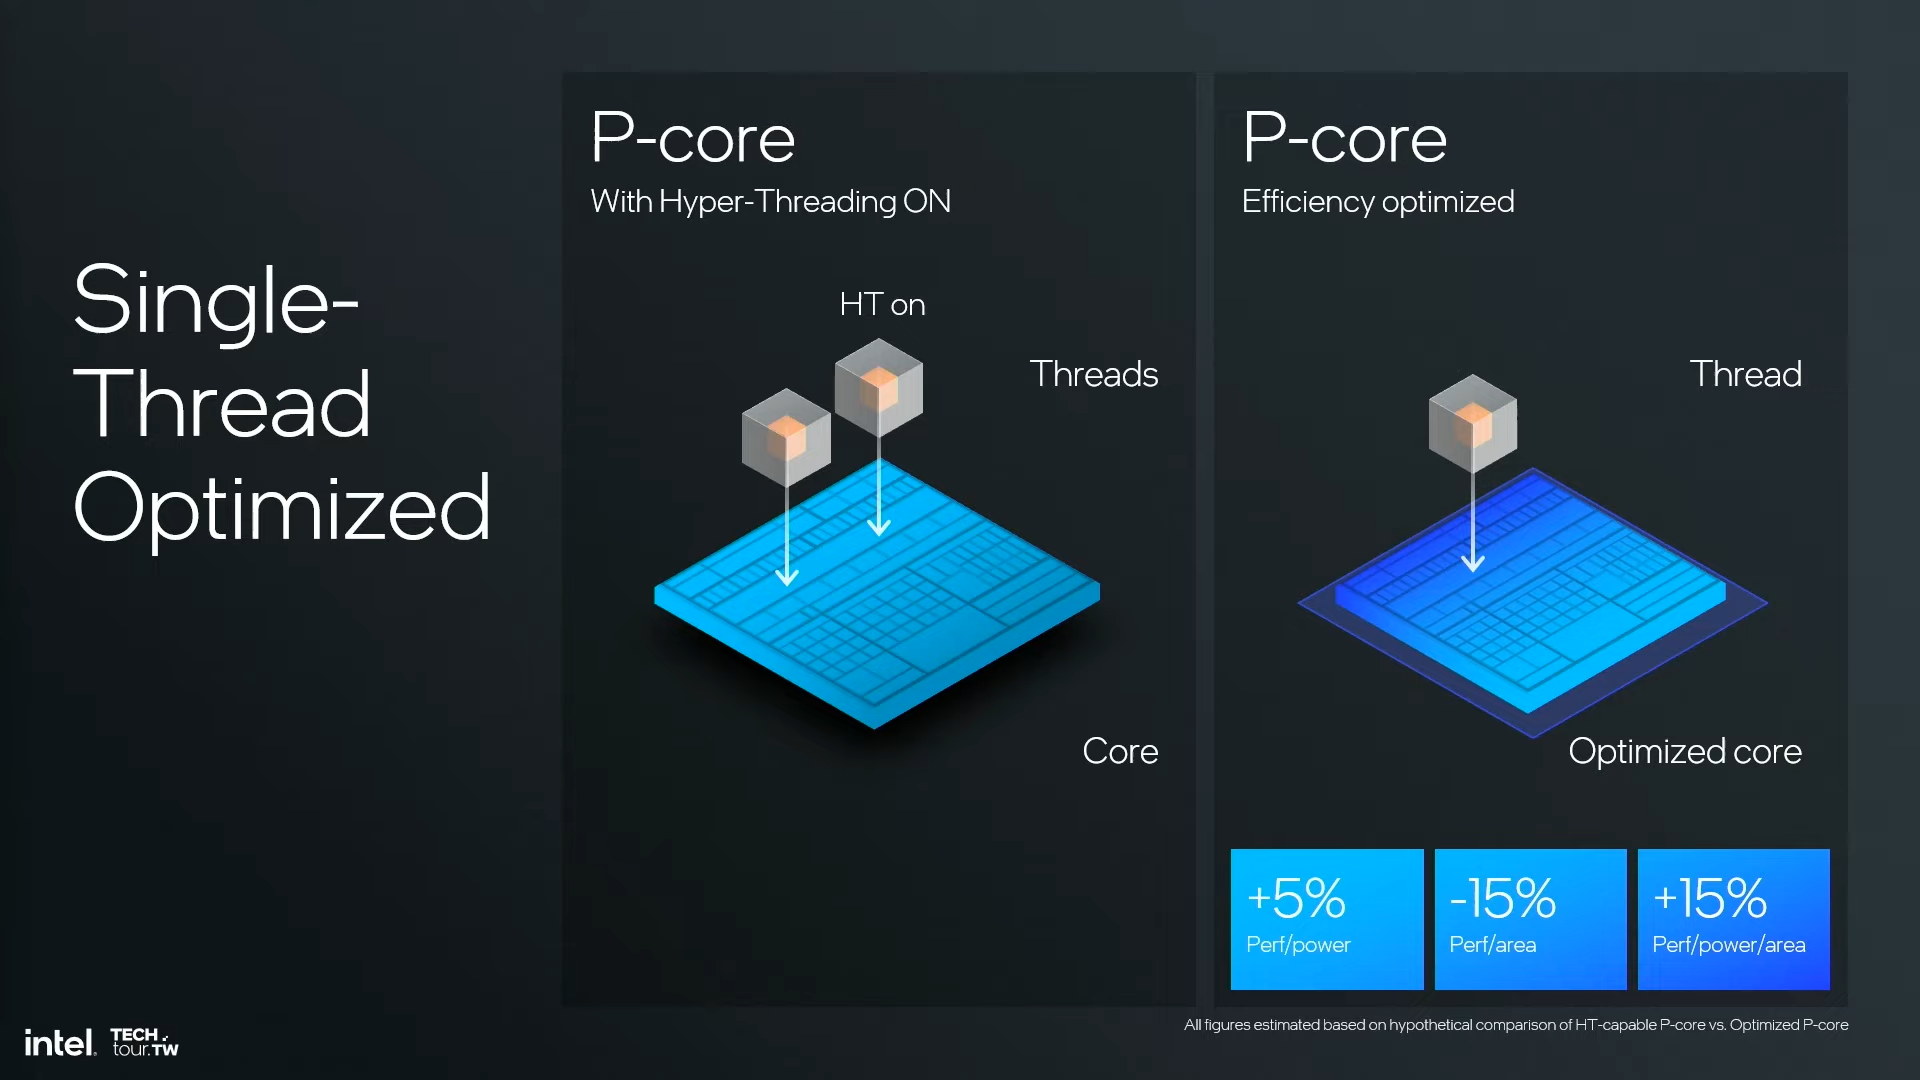 Single-
Thread
Optimized
P-core
With Hyper-Threading ON
HT on
Threads
Core
P-core
Efficiency optimized
Thread
Optimized core
+5%
Perf/power
-15%
Perf/area
+15%
Perf/power/area
All figures estimated based on hypothetical comparison of HT-capable P-core vs. Optimized P-core
intel.
TECH
tour.TW